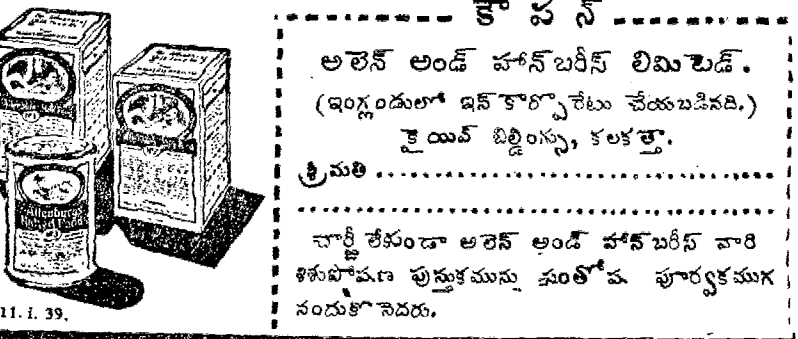 కూపన్
అలెన్ అండ్ హాన్‌బరీస్ లిమిటెడ్.
(ఇంగ్లండులో ఇన్‌కార్పొరేటు చేయబడినది.)
క్లైయివ్ బిల్డింగ్సు, కలకత్తా.
శ్రీమతి
చార్జీ లేకుండా అలెన్ అండ్ హాన్‌బరీస్ వారి
శిశుపోషణ పుస్తకమును సంతోష పూర్వకముగ
నందుకొనెదరు.
11. i. 39.